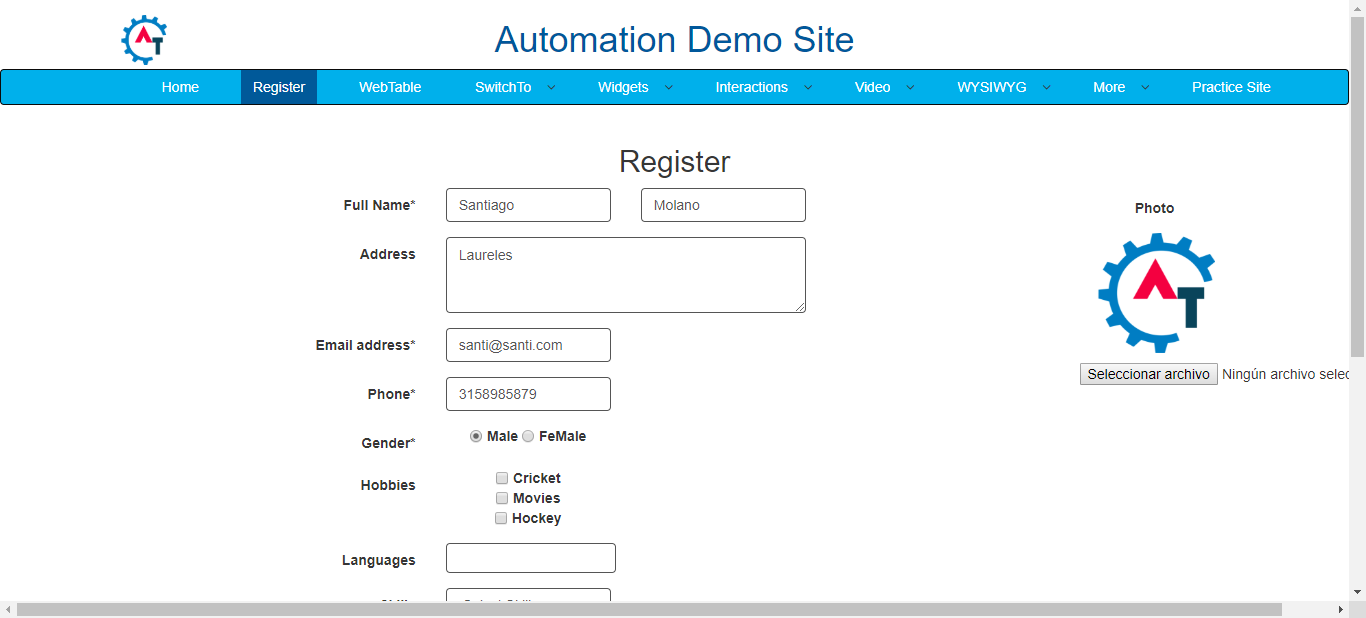 AT
Automation Demo Site
Home Register WebTable SwitchTo Widgets Interactions Video WYSIWYG More Practice Site
Register
Full Name* Santiago Molano
Photo
Address Laureles
AT
Email address* santi@santi.com
Seleccionar archivo Ningún archivo selec
Phone* 3158985879
Gender* Male FeMale
Hobbies Cricket
Movies
Hockey
Languages